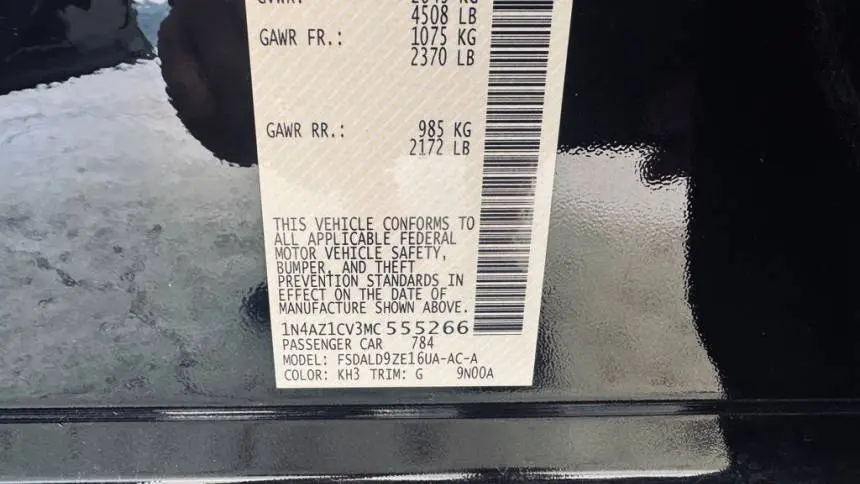 4508 LB
GAWR FR.: 1075 KG
2370 LB
GAWR RR.: 985 KG
2172 LB
THIS VEHICLE CONFORMS TO
ALL APPLICABLE FEDERAL
MOTOR VEHICLE SAFETY,
BUMPER, AND THEFT
PREVENTION STANDARDS IN
EFFECT ON THE DATE OF
MANUFACTURE SHOWN ABOVE.
1N4AZ1CV3MC555266
PASSENGER CAR 784
MODEL: FSDALD9ZE16UA-AC-A
COLOR: KH3 TRIM: G 9N00A